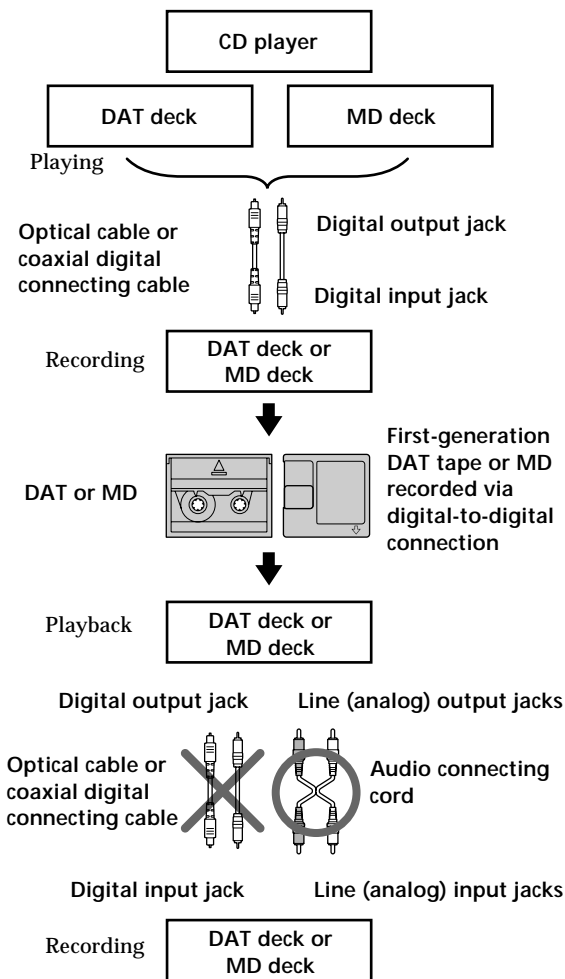 CD player
DAT deck
MD deck
Playing
Optical cable or
coaxial digital
connecting cable
Digital output jack
Digital input jack
Recording
DAT deck or
MD deck
DAT or MD
First-generation
DAT tape or MD
recorded via
digital-to-digital
connection
Playback
DAT deck or
MD deck
Digital output jack
Line (analog) output jacks
Optical cable or
coaxial digital
connecting cable
Audio connecting
cord
Digital input jack
Line (analog) input jacks
Recording
DAT deck or
MD deck